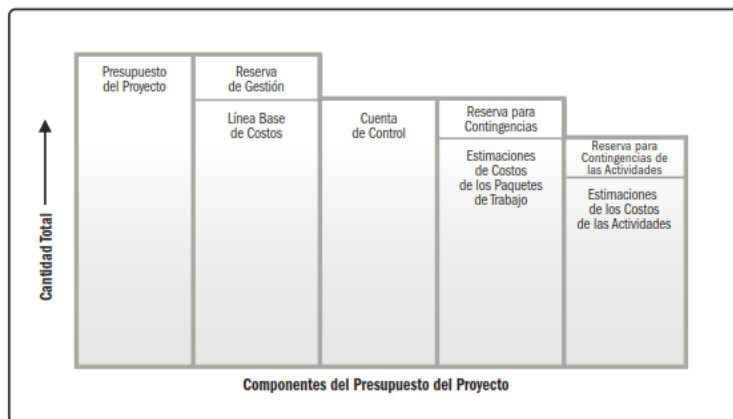 Presupuesto
del Proyecto
Reserva
de Gestión
Línea Base
de Costos
Cuenta
de Control
Reserva para
Contingencias
Estimaciones
de Costos
de los Paquetes
de Trabajo
Reserva para
Contingencias de
las Actividades
Estimaciones
de los Costos
de las Actividades
Cantidad Total
Componentes del Presupuesto del Proyecto